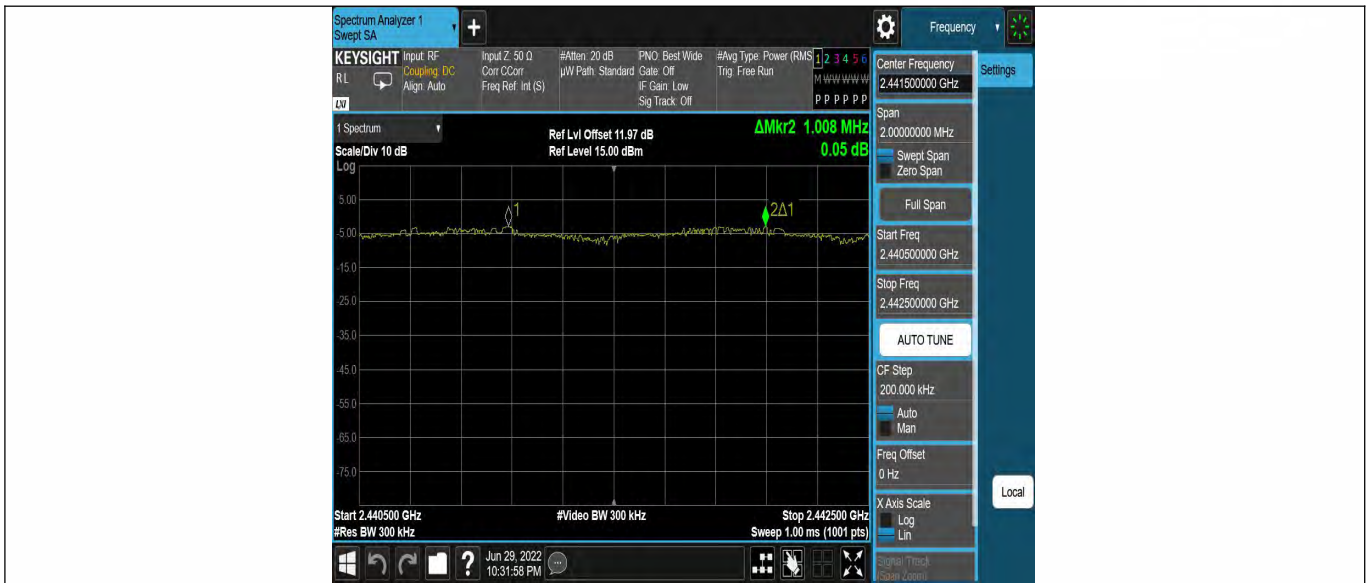 Spectrum Analyzer 1
Swept SA
+
Frequency
KEYSIGHT
RL
LXI
Input: RF
Coupling: DC
Align: Auto
Input Z: 50 Ω
Corr CCorr
Freq Ref: Int (S)
#Atten: 20 dB
µW Path: Standard
PNO: Best Wide
Gate: Off
IF Gain: Low
Sig Track: Off
#Avg Type: Power (RMS
Trig: Free Run
1 2 3 4 5 6
M W W W W W
P P P P P P
1 Spectrum
Scale/Div 10 dB
Log
Ref Lvl Offset 11.97 dB
Ref Level 15.00 dBm
ΔMkr2 1.008 MHz
0.05 dB
5.00
-5.00
-15.0
-25.0
-35.0
-45.0
-55.0
-65.0
-75.0
1
2Δ1
Start 2.440500 GHz
#Res BW 300 kHz
#Video BW 300 kHz
Stop 2.442500 GHz
Sweep 1.00 ms (1001 pts)
Center Frequency
2.441500000 GHz
Settings
Span
2.00000000 MHz
Swept Span
Zero Span
Full Span
Start Freq
2.440500000 GHz
Stop Freq
2.442500000 GHz
AUTO TUNE
CF Step
200.000 kHz
Auto
Man
Freq Offset
0 Hz
X Axis Scale
Log
Lin
Local
Signal Track
(Span Zoom)
?
Jun 29, 2022
10:31:58 PM